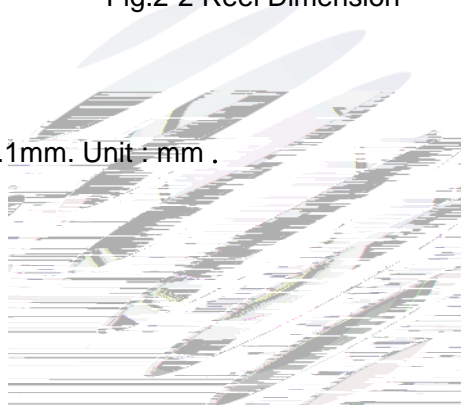 Fig.2-2 Reel Dimension
.1mm. Unit : mm .